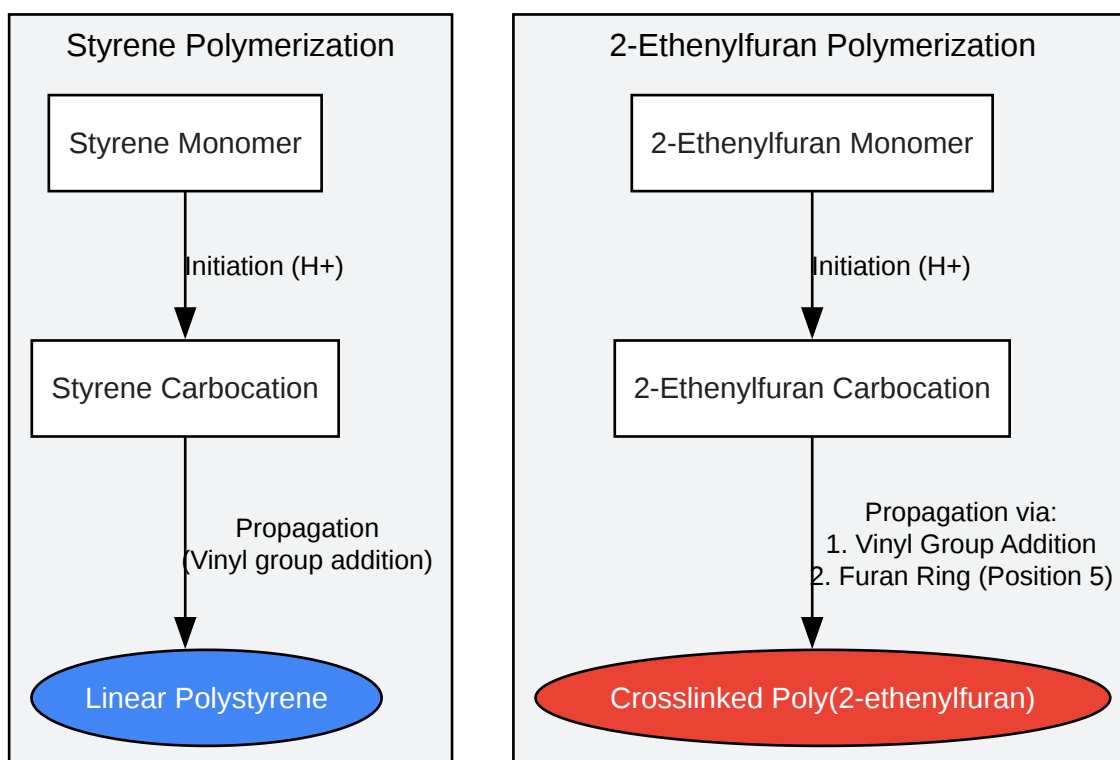 Styrene Polymerization
Styrene Monomer
Initiation (H+)
Styrene Carbocation
Propagation
(Vinyl group addition)
Linear Polystyrene
2-Ethenylfuran Polymerization
2-Ethenylfuran Monomer
Initiation (H+)
2-Ethenylfuran Carbocation
Propagation via:
1. Vinyl Group Addition
2. Furan Ring (Position 5)
Crosslinked Poly(2-ethenylfuran)